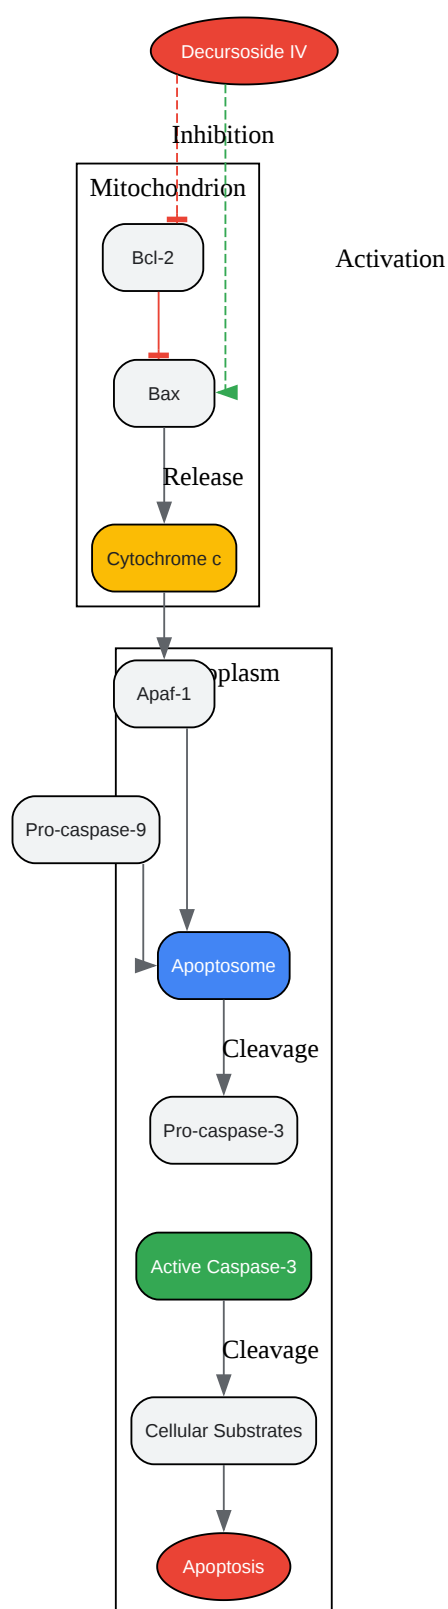 Decursoside IV
Inhibition
Mitochondrion
Bcl-2
Activation
Bax
Release
Cytochrome c
oplasm
Apaf-1
Pro-caspase-9
Apoptosome
Cleavage
Pro-caspase-3
Active Caspase-3
Cleavage
Cellular Substrates
Apoptosis